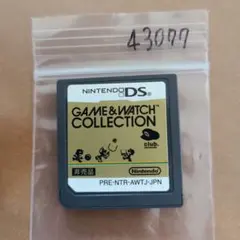 43077
NINTENDO DS
GAME&WATCH
COLLECTION
club
非売品
Nintendo
PRE-NTR-AWTJ-JPN